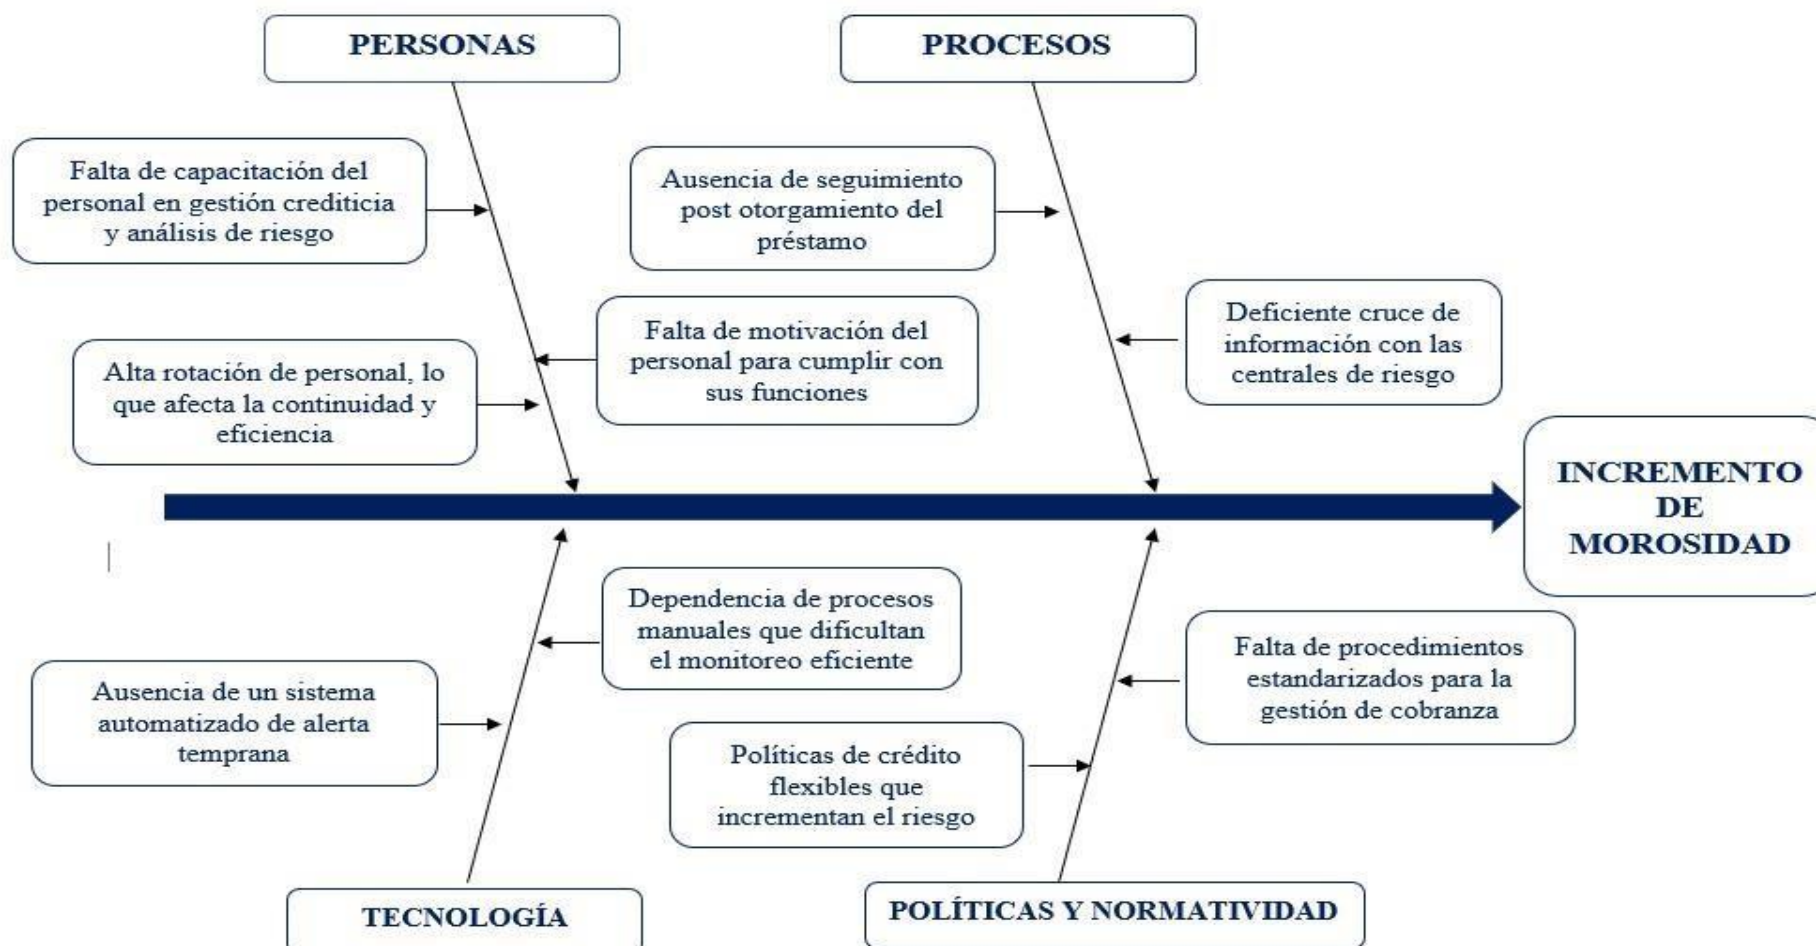 PERSONAS
PROCESOS
Falta de capacitación del
personal en gestión crediticia
y análisis de riesgo
Ausencia de seguimiento
post otorgamiento del
préstamo
Falta de motivación del
personal para cumplir con
sus funciones
Deficiente cruce de
información con las
centrales de riesgo
Alta rotación de personal, lo
que afecta la continuidad y
eficiencia
INCREMENTO
DE
MOROSIDAD
Dependencia de procesos
manuales que dificultan
el monitoreo eficiente
Falta de procedimientos
estandarizados para la
gestión de cobranza
Ausencia de un sistema
automatizado de alerta
temprana
Políticas de crédito
flexibles que
incrementan el riesgo
TECNOLOGÍA
POLÍTICAS Y NORMATIVIDAD